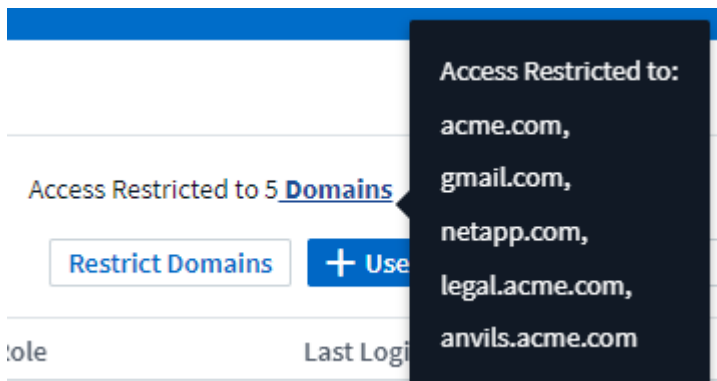 Access Restricted to:
acme.com,
gmail.com,
netapp.com,
legal.acme.com,
anvils.acme.com
Access Restricted to 5 Domains
Restrict Domains
+ Use
Last Logi